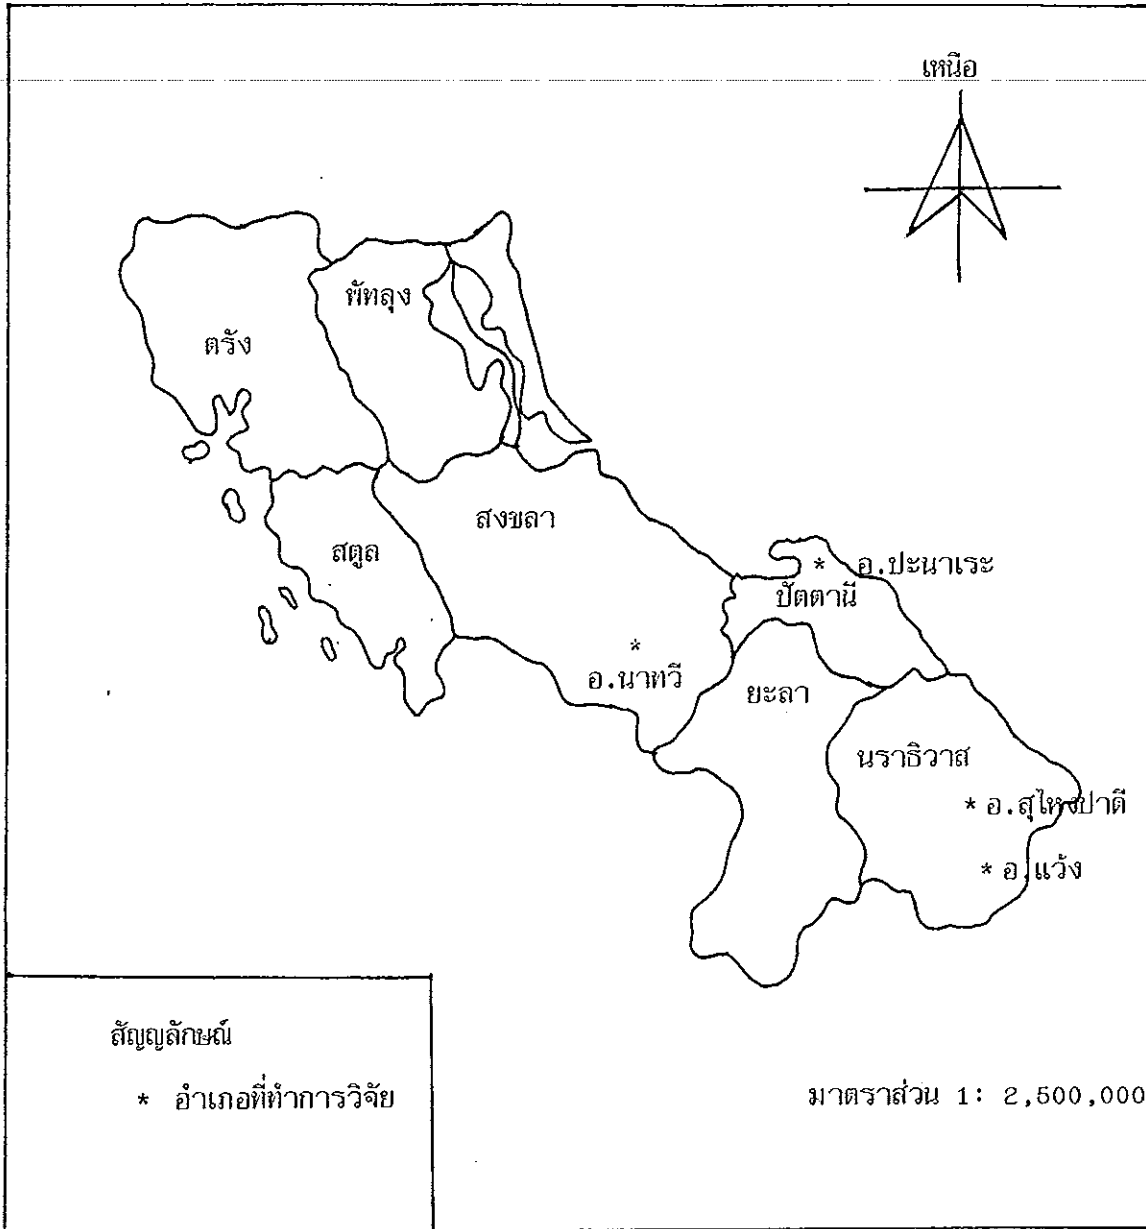 เหนือ
พัทลุง
ตรัง
สงขลา
สตูล
* อ.ปะนาเระ
ปัตตานี
*
อ.นาทวี
ยะลา
นราธิวาส
* อ.สุไหงปาดี
* อ.แว้ง
สัญญลักษณ์
* อำเภอที่ทำการวิจัย
มาตราส่วน 1: 2,500,000